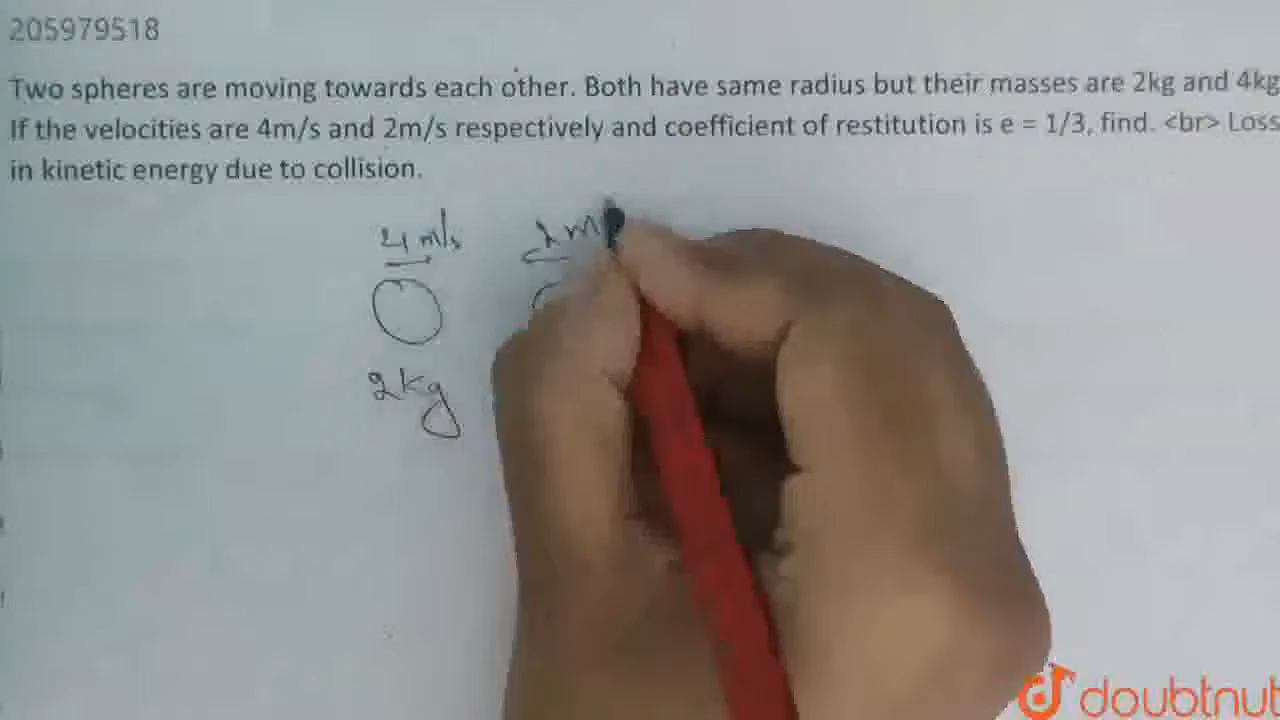 205979518
Two spheres are moving towards each other. Both have same radius but their masses are 2kg and 4kg
If the velocities are 4m/s and 2m/s respectively and coefficient of restitution is e = 1/3, find. <br> Loss
in kinetic energy due to collision.
4 m/s 2m
2kg
doubtnut